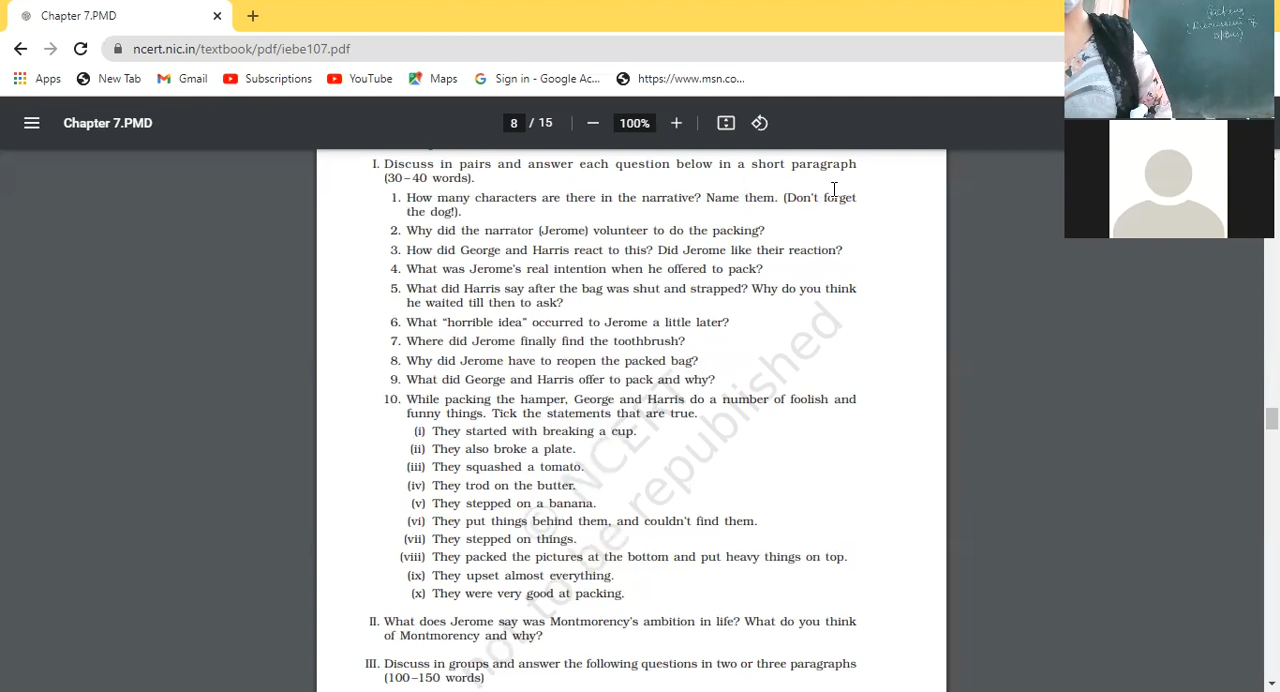 Chapter 7.PMD
ncert.nic.in/textbook/pdf/iebe107.pdf
Apps
New Tab
Gmail
Subscriptions
YouTube
Maps
Sign in - Google Ac...
https://www.msn.co...
Chapter 7.PMD
8 / 15
100%
I. Discuss in pairs and answer each question below in a short paragraph
(30–40 words).
1. How many characters are there in the narrative? Name them. (Don't forget
the dog!).
2. Why did the narrator (Jerome) volunteer to do the packing?
3. How did George and Harris react to this? Did Jerome like their reaction?
4. What was Jerome's real intention when he offered to pack?
5. What did Harris say after the bag was shut and strapped? Why do you think
he waited till then to ask?
6. What “horrible idea” occurred to Jerome a little later?
7. Where did Jerome finally find the toothbrush?
8. Why did Jerome have to reopen the packed bag?
9. What did George and Harris offer to pack and why?
10. While packing the hamper, George and Harris do a number of foolish and
funny things. Tick the statements that are true.
(i) They started with breaking a cup.
(ii) They also broke a plate.
(iii) They squashed a tomato.
(iv) They trod on the butter.
(v) They stepped on a banana.
(vi) They put things behind them, and couldn't find them.
(vii) They stepped on things.
(viii) They packed the pictures at the bottom and put heavy things on top.
(ix) They upset almost everything.
(x) They were very good at packing.
II. What does Jerome say was Montmorency's ambition in life? What do you think
of Montmorency and why?
III. Discuss in groups and answer the following questions in two or three paragraphs
(100–150 words)
© NCERT
not to be republished